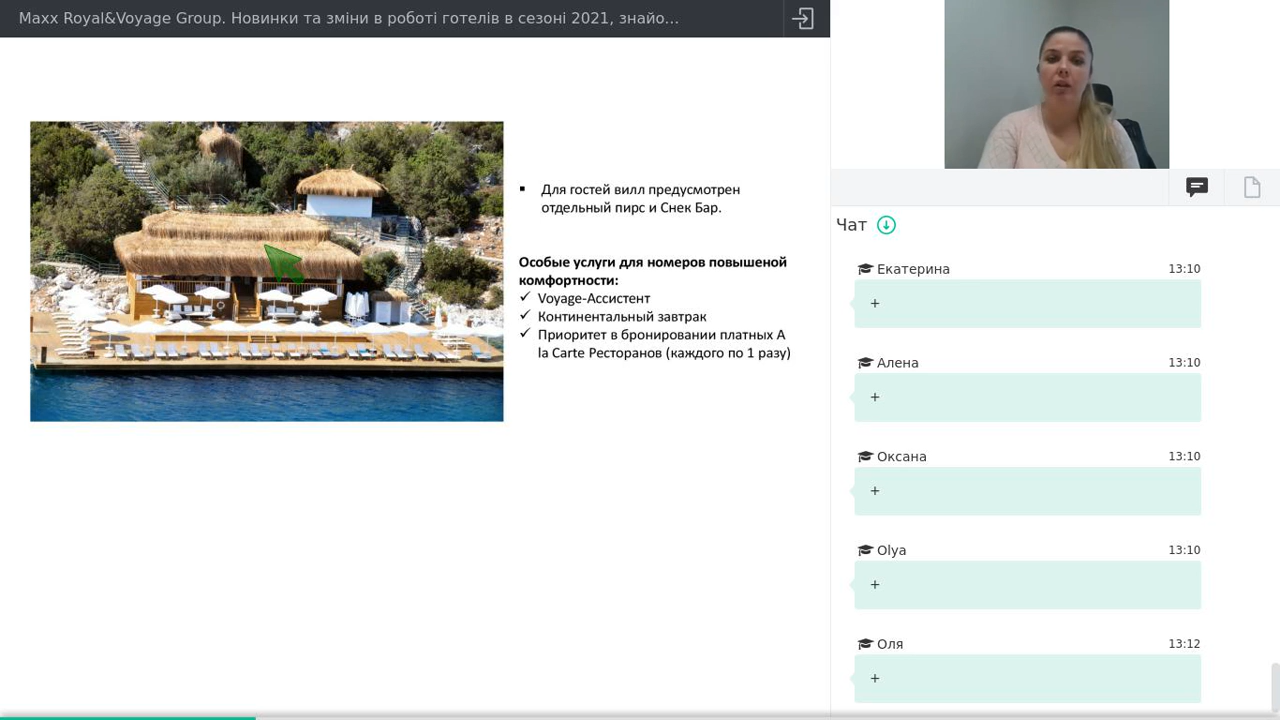 Maxx Royal&Voyage Group. Новинки та зміни в роботі готелів в сезоні 2021, знайо...
▪ Для гостей вилл предусмотрен
отдельный пирс и Снек Бар.
Особые услуги для номеров повышеной
комфортности:
✓ Voyage-Ассистент
✓ Континентальный завтрак
✓ Приоритет в бронировании платных A
la Carte Ресторанов (каждого по 1 разу)
Чат
Екатерина 13:10
+
Алена 13:10
+
Оксана 13:10
+
Olya 13:10
+
Оля 13:12
+